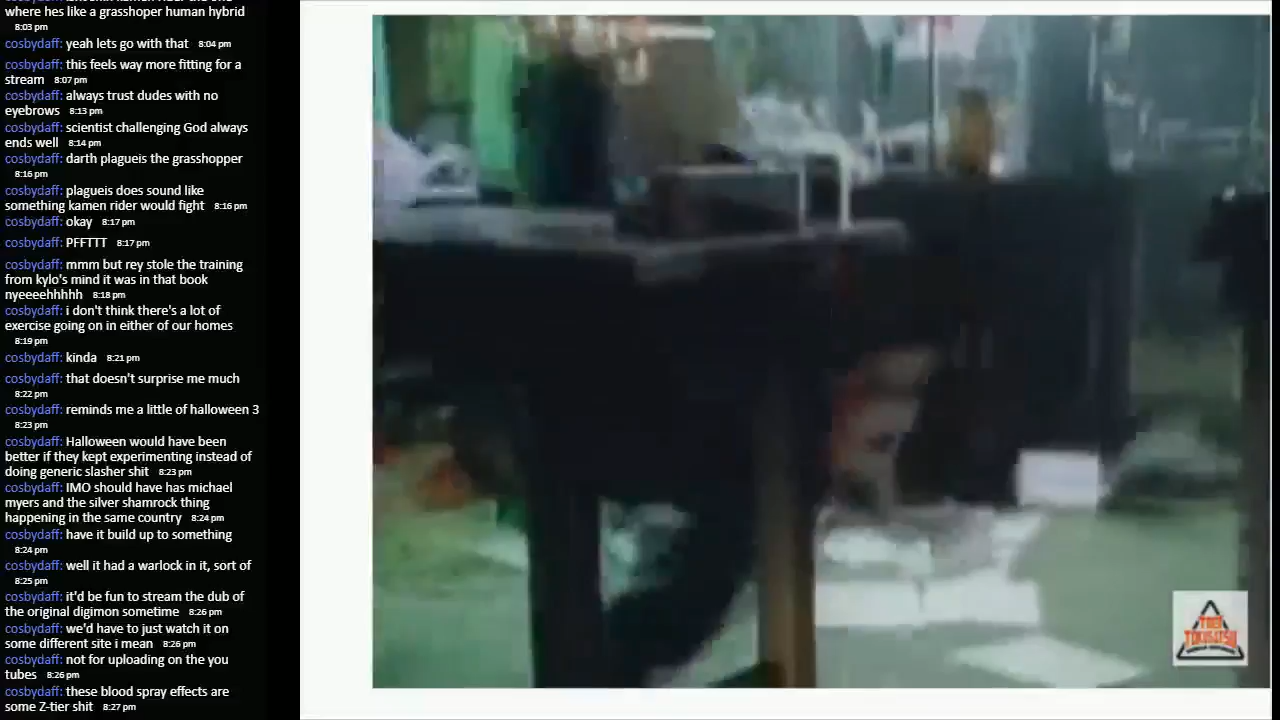 where hes like a grasshoper human hybrid
8:03 pm
cosbydaff: yeah lets go with that 8:04 pm
cosbydaff: this feels way more fitting for a
stream 8:07 pm
cosbydaff: always trust dudes with no
eyebrows 8:13 pm
cosbydaff: scientist challenging God always
ends well 8:14 pm
cosbydaff: darth plagueis the grasshopper
8:16 pm
cosbydaff: plagueis does sound like
something kamen rider would fight 8:16 pm
cosbydaff: okay 8:17 pm
cosbydaff: PFFTTT 8:17 pm
cosbydaff: mmm but rey stole the training
from kylo's mind it was in that book
nyeeeehhhhh 8:18 pm
cosbydaff: i don't think there's a lot of
exercise going on in either of our homes
8:19 pm
cosbydaff: kinda 8:21 pm
cosbydaff: that doesn't surprise me much
8:22 pm
cosbydaff: reminds me a little of halloween 3
8:23 pm
cosbydaff: Halloween would have been
better if they kept experimenting instead of
doing generic slasher shit 8:23 pm
cosbydaff: IMO should have has michael
myers and the silver shamrock thing
happening in the same country 8:24 pm
cosbydaff: have it build up to something
8:24 pm
cosbydaff: well it had a warlock in it, sort of
8:25 pm
cosbydaff: it'd be fun to stream the dub of
the original digimon sometime 8:26 pm
cosbydaff: we'd have to just watch it on
some different site i mean 8:26 pm
cosbydaff: not for uploading on the you
tubes 8:26 pm
cosbydaff: these blood spray effects are
some Z-tier shit 8:27 pm
TOEI
TOKUSATSU